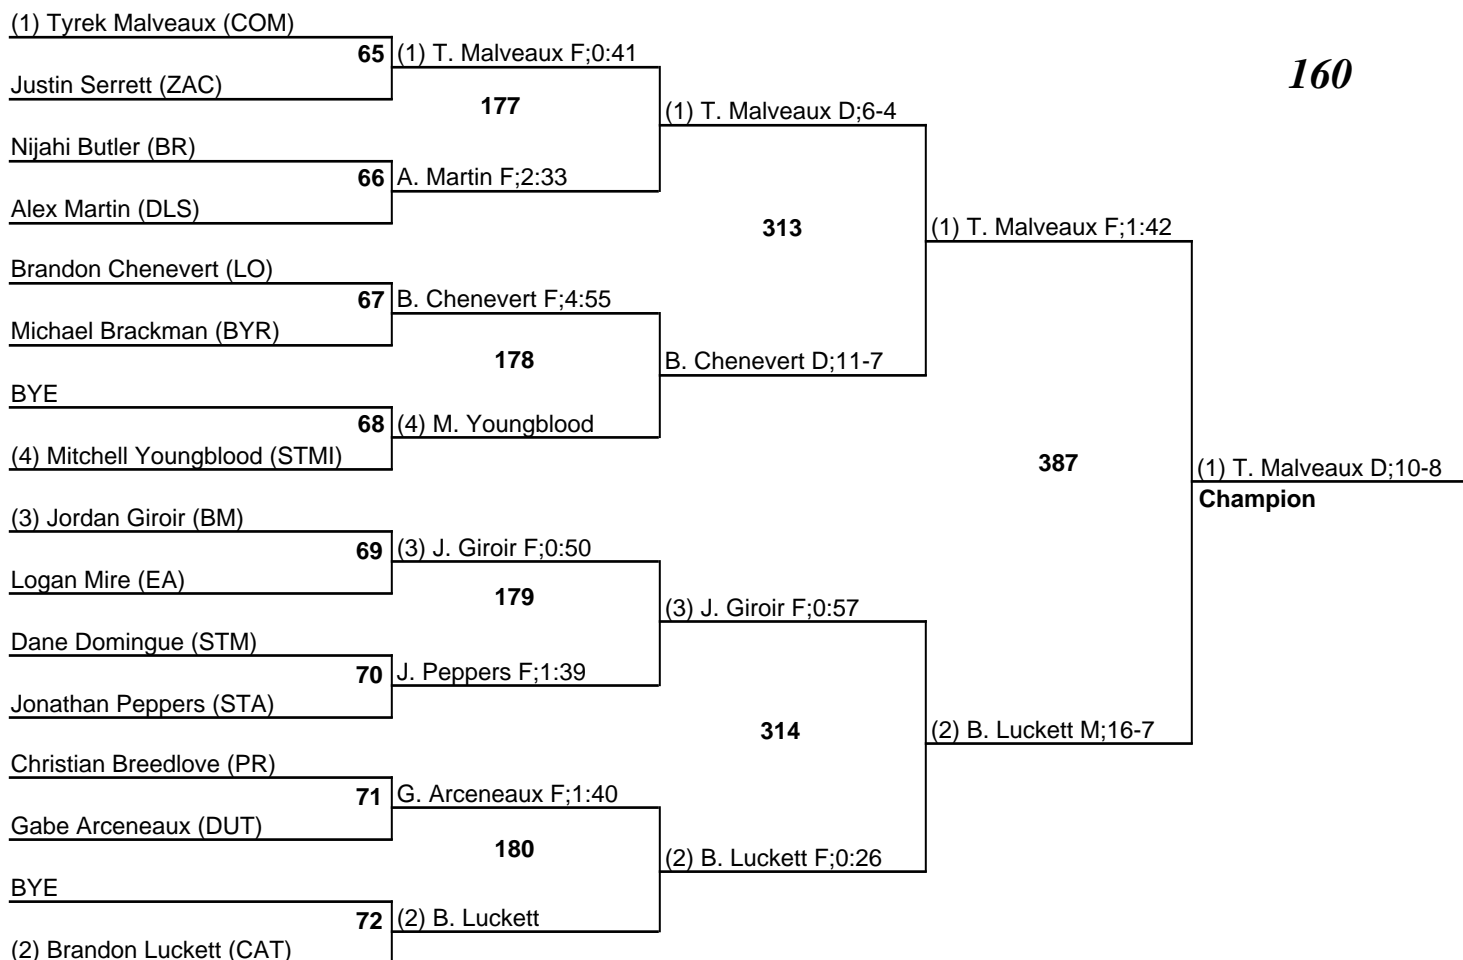 (1) Tyrek Malveaux (COM)
65 (1) T. Malveaux F;0:41
160
Justin Serrett (ZAC)
177
(1) T. Malveaux D;6-4
Nijahi Butler (BR)
66 A. Martin F;2:33
Alex Martin (DLS)
313
(1) T. Malveaux F;1:42
Brandon Chenevert (LO)
67 B. Chenevert F;4:55
Michael Brackman (BYR)
178
B. Chenevert D;11-7
BYE
68 (4) M. Youngblood
(4) Mitchell Youngblood (STMI)
387
(1) T. Malveaux D;10-8
Champion
(3) Jordan Giroir (BM)
69 (3) J. Giroir F;0:50
Logan Mire (EA)
179
(3) J. Giroir F;0:57
Dane Domingue (STM)
70 J. Peppers F;1:39
Jonathan Peppers (STA)
314
(2) B. Luckett M;16-7
Christian Breedlove (PR)
71 G. Arceneaux F;1:40
Gabe Arceneaux (DUT)
180
(2) B. Luckett F;0:26
BYE
72 (2) B. Luckett
(2) Brandon Luckett (CAT)